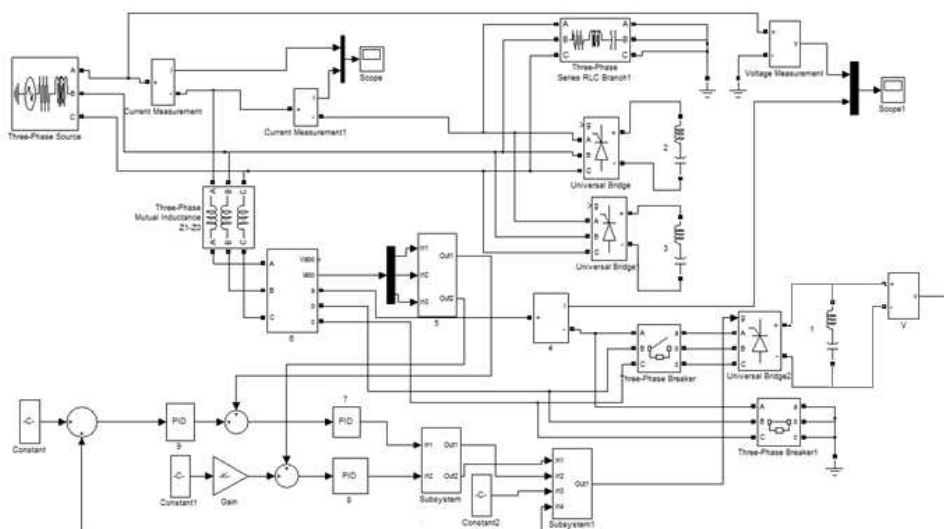 A
B
C
Three-Phase Source
Current Measurement
Current Measurement1
Scope
A
B
C
A
B
C
Three-Phase
Series RLC Branch1
Voltage Measurement
v
Scope1
g
A
B
C
Universal Bridge
2
g
A
B
C
Universal Bridge1
3
A
B
C
Three-Phase
Mutual Inductance
Z1-Z0
A
B
C
A
B
C
Vabc
Iabc
a
b
c
6
In1
In2
In3
Out1
Out2
5
4
A
B
C
a
b
c
Three-Phase Breaker
g
A
B
C
Universal Bridge2
1
v
V
A
B
C
a
b
c
Three-Phase Breaker1
-C-
Constant
PID
9
PID
7
-C-
Constant1
-K-
Gain
PID
8
In1
In2
Out1
Out2
Subsystem
-C-
Constant2
In1
In2
In3
In4
Out1
Subsystem1